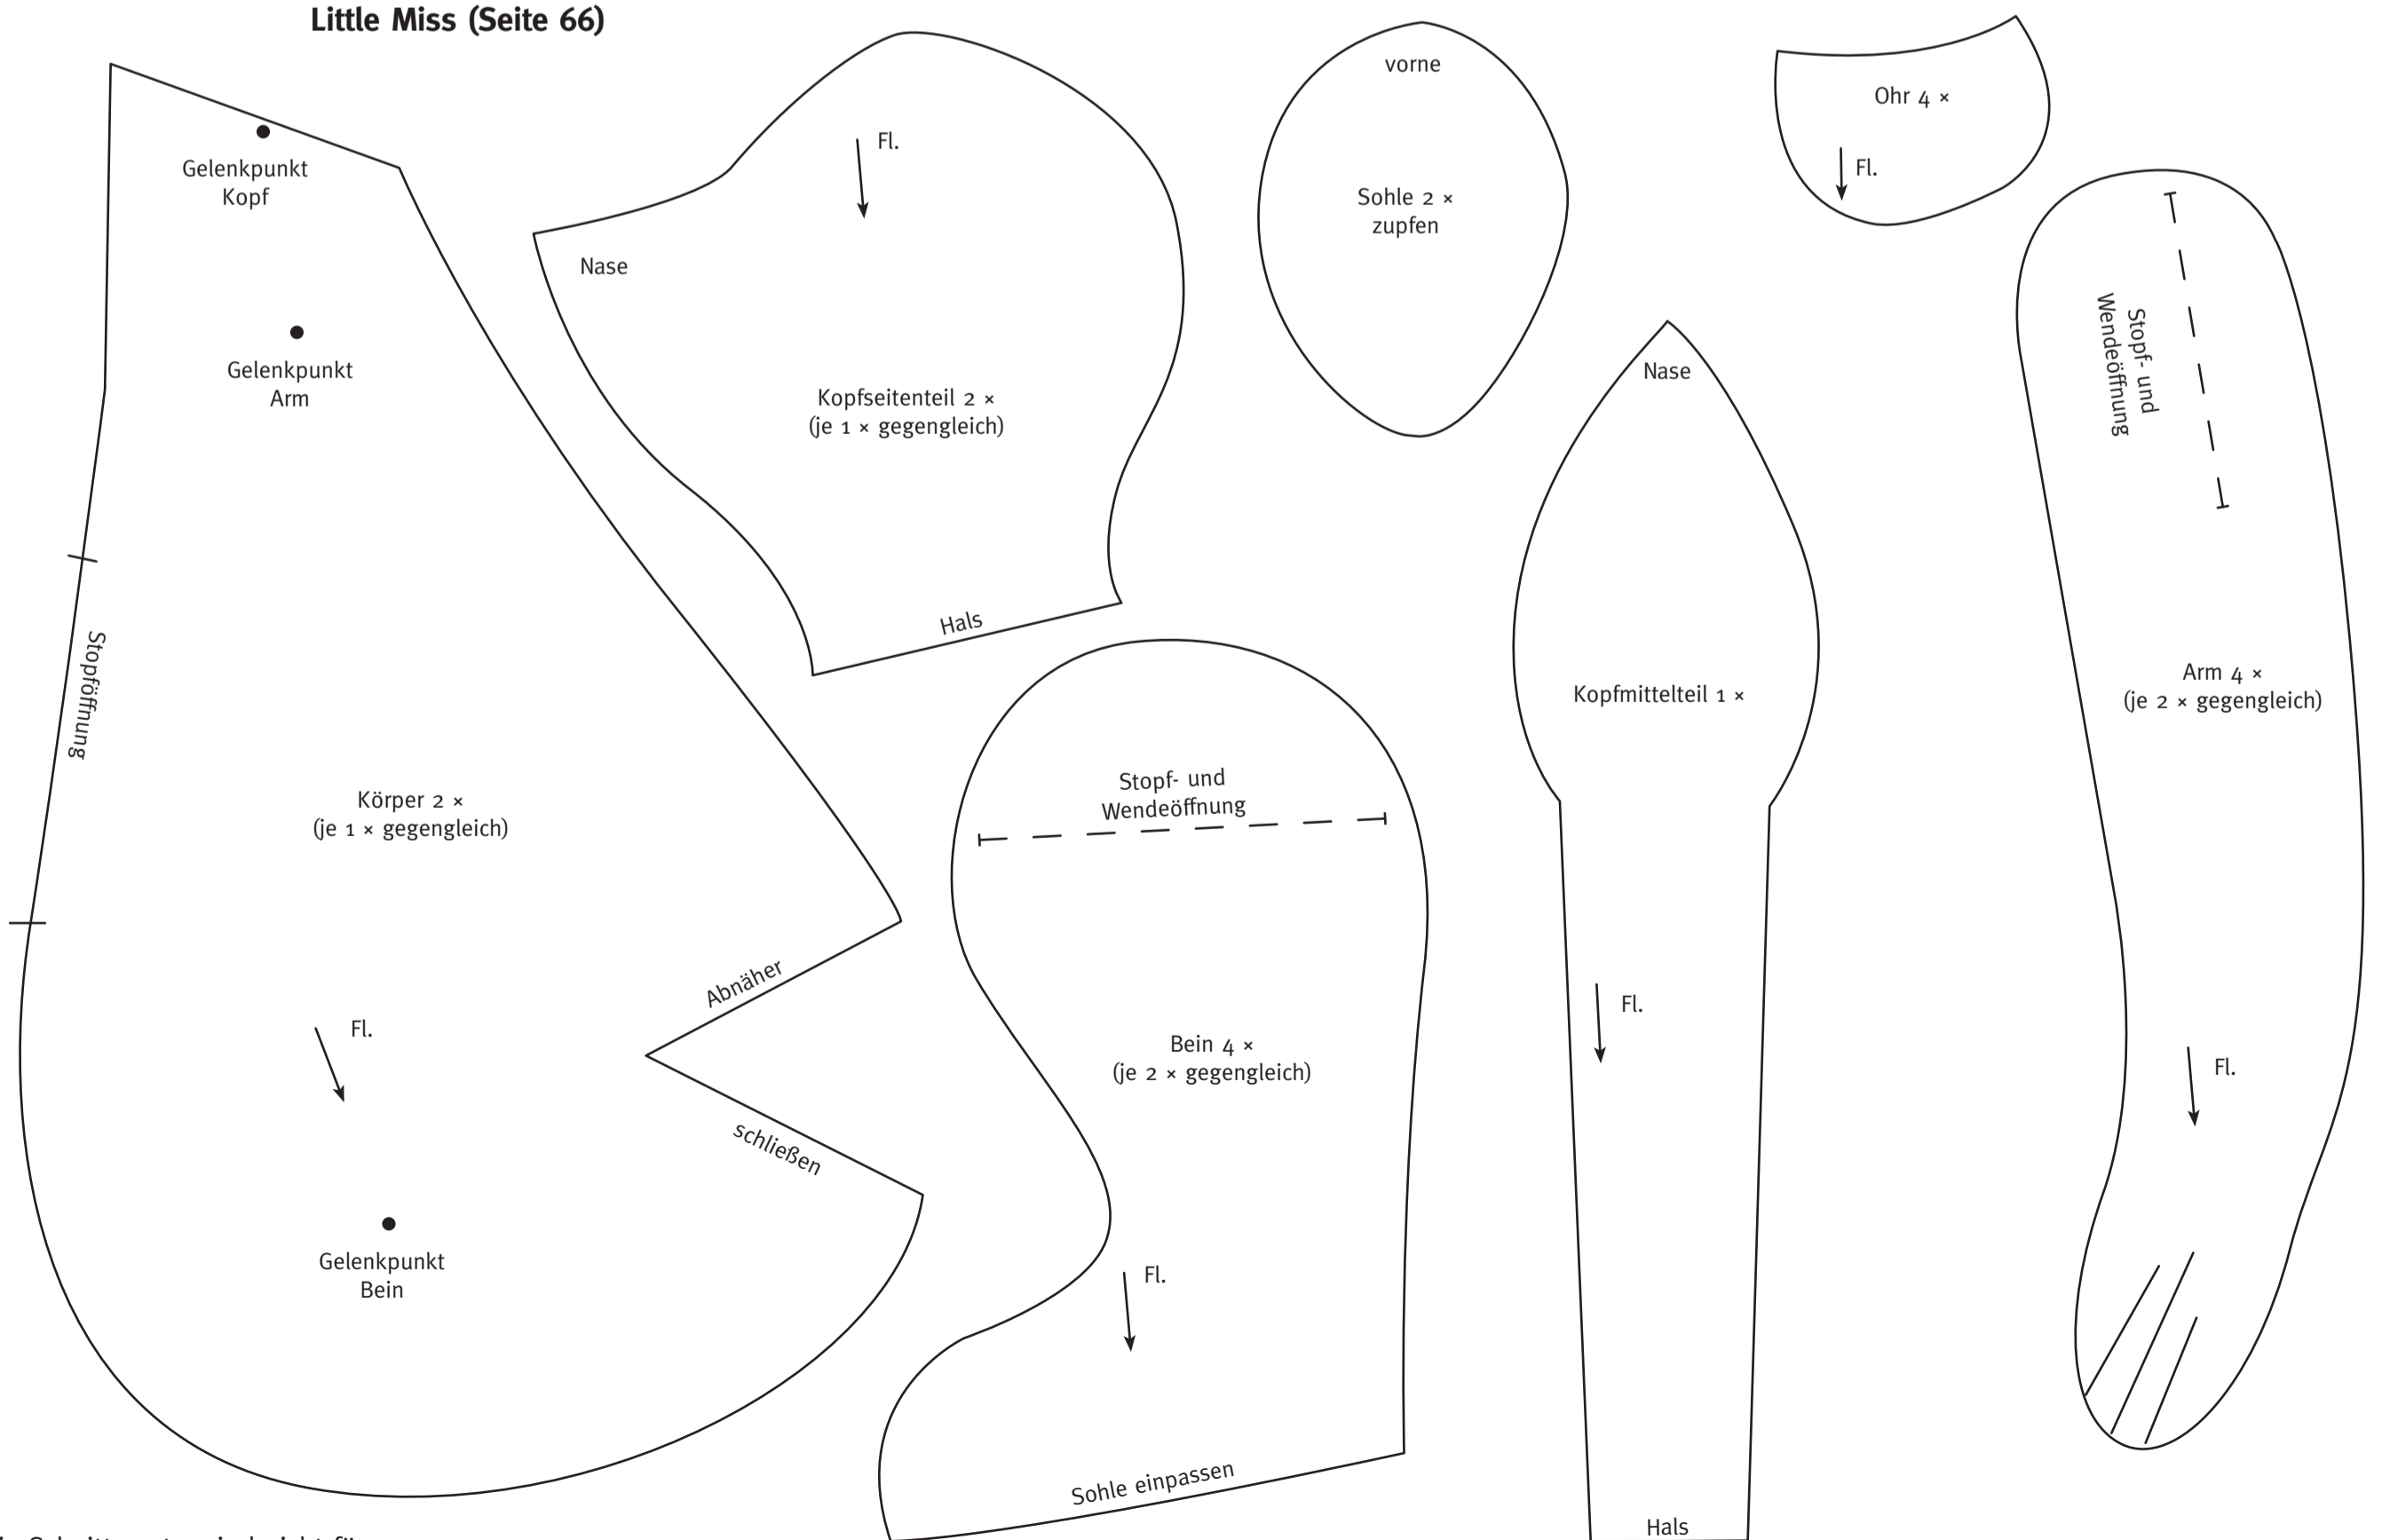 Little Miss (Seite 66)
Gelenkpunkt
Kopf
Gelenkpunkt
Arm
Stopföffnung
Körper 2 ×
(je 1 × gegengleich)
Fl.
Abnäher
schließen
Gelenkpunkt
Bein
Fl.
Nase
Kopfseitenteil 2 ×
(je 1 × gegengleich)
Hals
vorne
Sohle 2 ×
zupfen
Ohr 4 ×
Fl.
Stopf- und
Wendeöffnung
Bein 4 ×
(je 2 × gegengleich)
Fl.
Sohle einpassen
Nase
Kopfmittelteil 1 ×
Fl.
Hals
Stopf- und
Wendeöffnung
Arm 4 ×
(je 2 × gegengleich)
Fl.